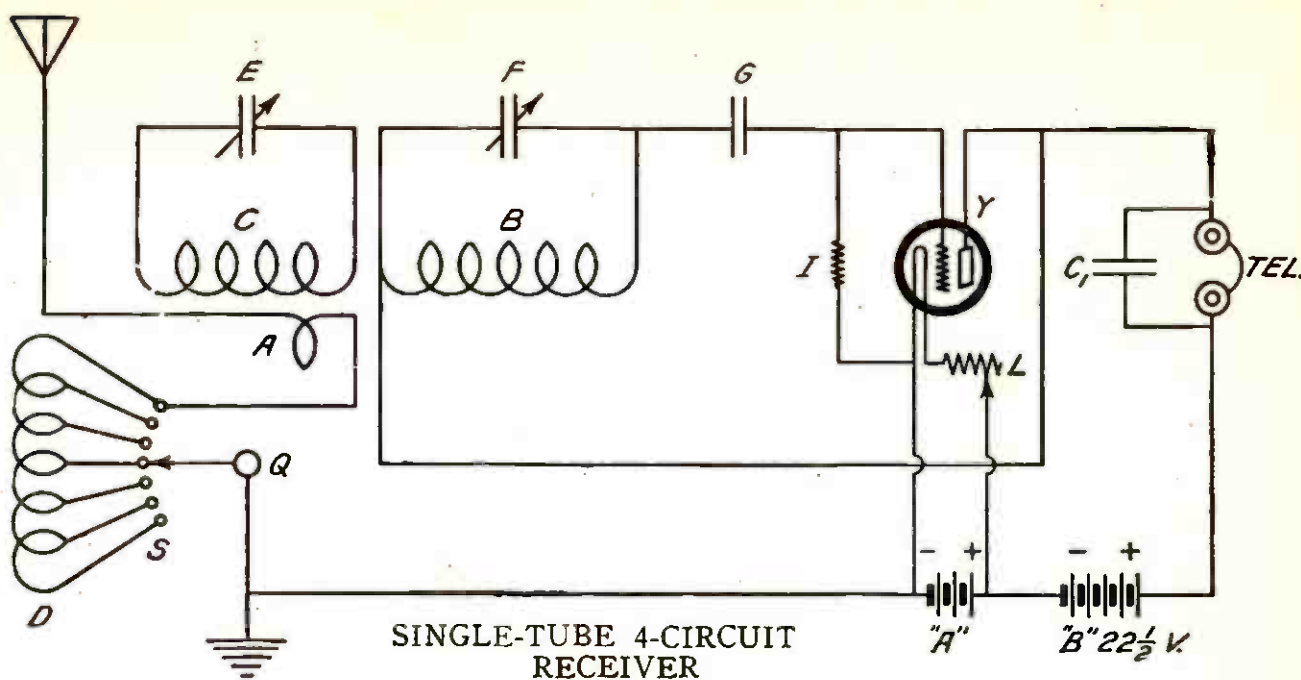 E
F
G
C
B
Y
I
C₁
TEL.
A
L
Q
S
D
- +
- +
"A"
"B" 22½ V.
SINGLE-TUBE 4-CIRCUIT
RECEIVER